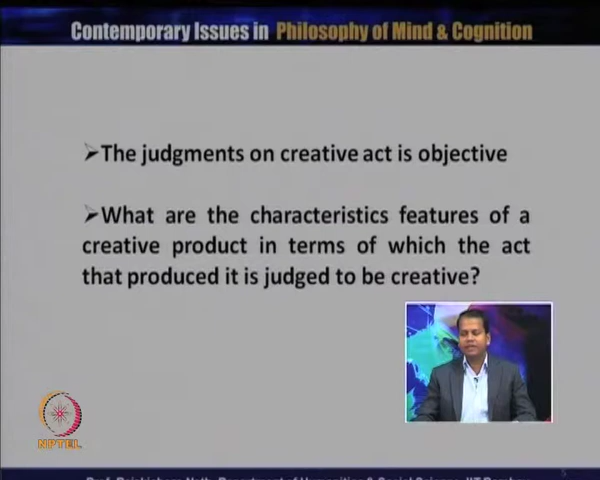 Contemporary Issues in Philosophy of Mind & Cognition
➢The judgments on creative act is objective
➢What are the characteristics features of a
creative product in terms of which the act
that produced it is judged to be creative?
NPTEL
5